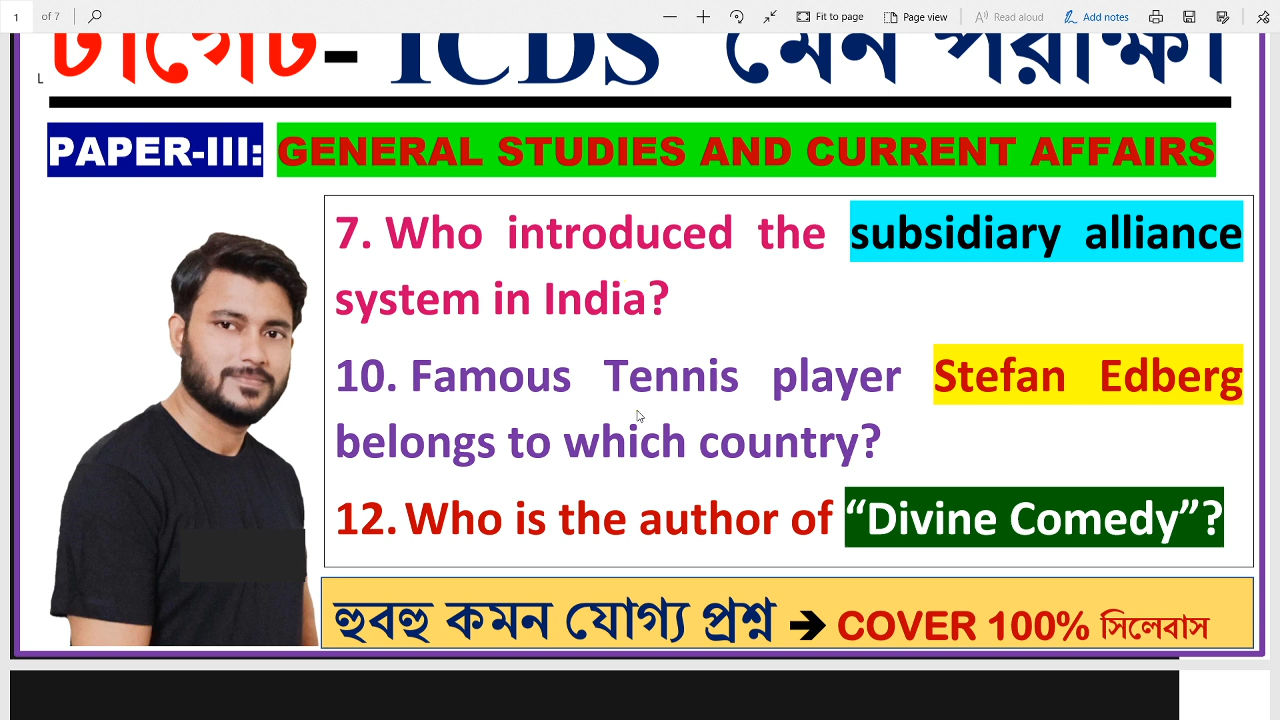 1 of 7 Fit to page Page view Read aloud Add notes
টার্গেট- ICDS মেন পরীক্ষা
PAPER-III: GENERAL STUDIES AND CURRENT AFFAIRS
7. Who introduced the subsidiary alliance
system in India?
10. Famous Tennis player Stefan Edberg
belongs to which country?
12. Who is the author of “Divine Comedy”?
হুবহু কমন যোগ্য প্রশ্ন → COVER 100% সিলেবাস